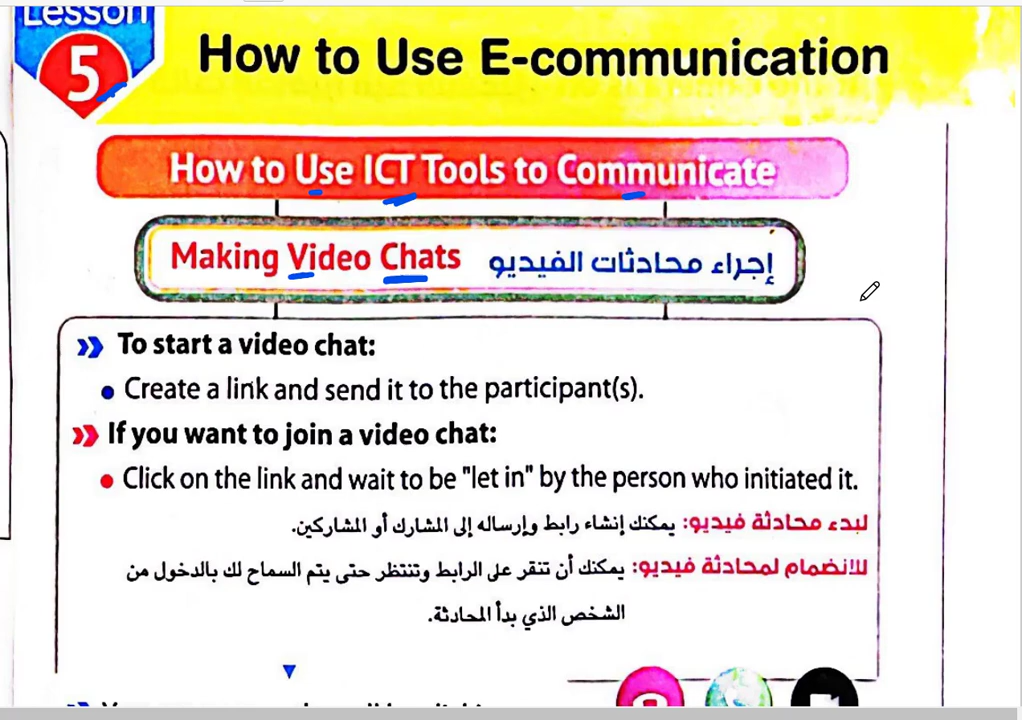 Lesson
5
How to Use E-communication
How to Use ICT Tools to Communicate
Making Video Chats إجراء محادثات الفيديو
To start a video chat:
• Create a link and send it to the participant(s).
If you want to join a video chat:
• Click on the link and wait to be "let in" by the person who initiated it.
لبدء محادثة فيديو: يمكنك إنشاء رابط وإرساله إلى المشارك أو المشاركين.
للانضمام لمحادثة فيديو: يمكنك أن تنقر على الرابط وتنتظر حتى يتم السماح لك بالدخول من
الشخص الذي بدأ المحادثة.